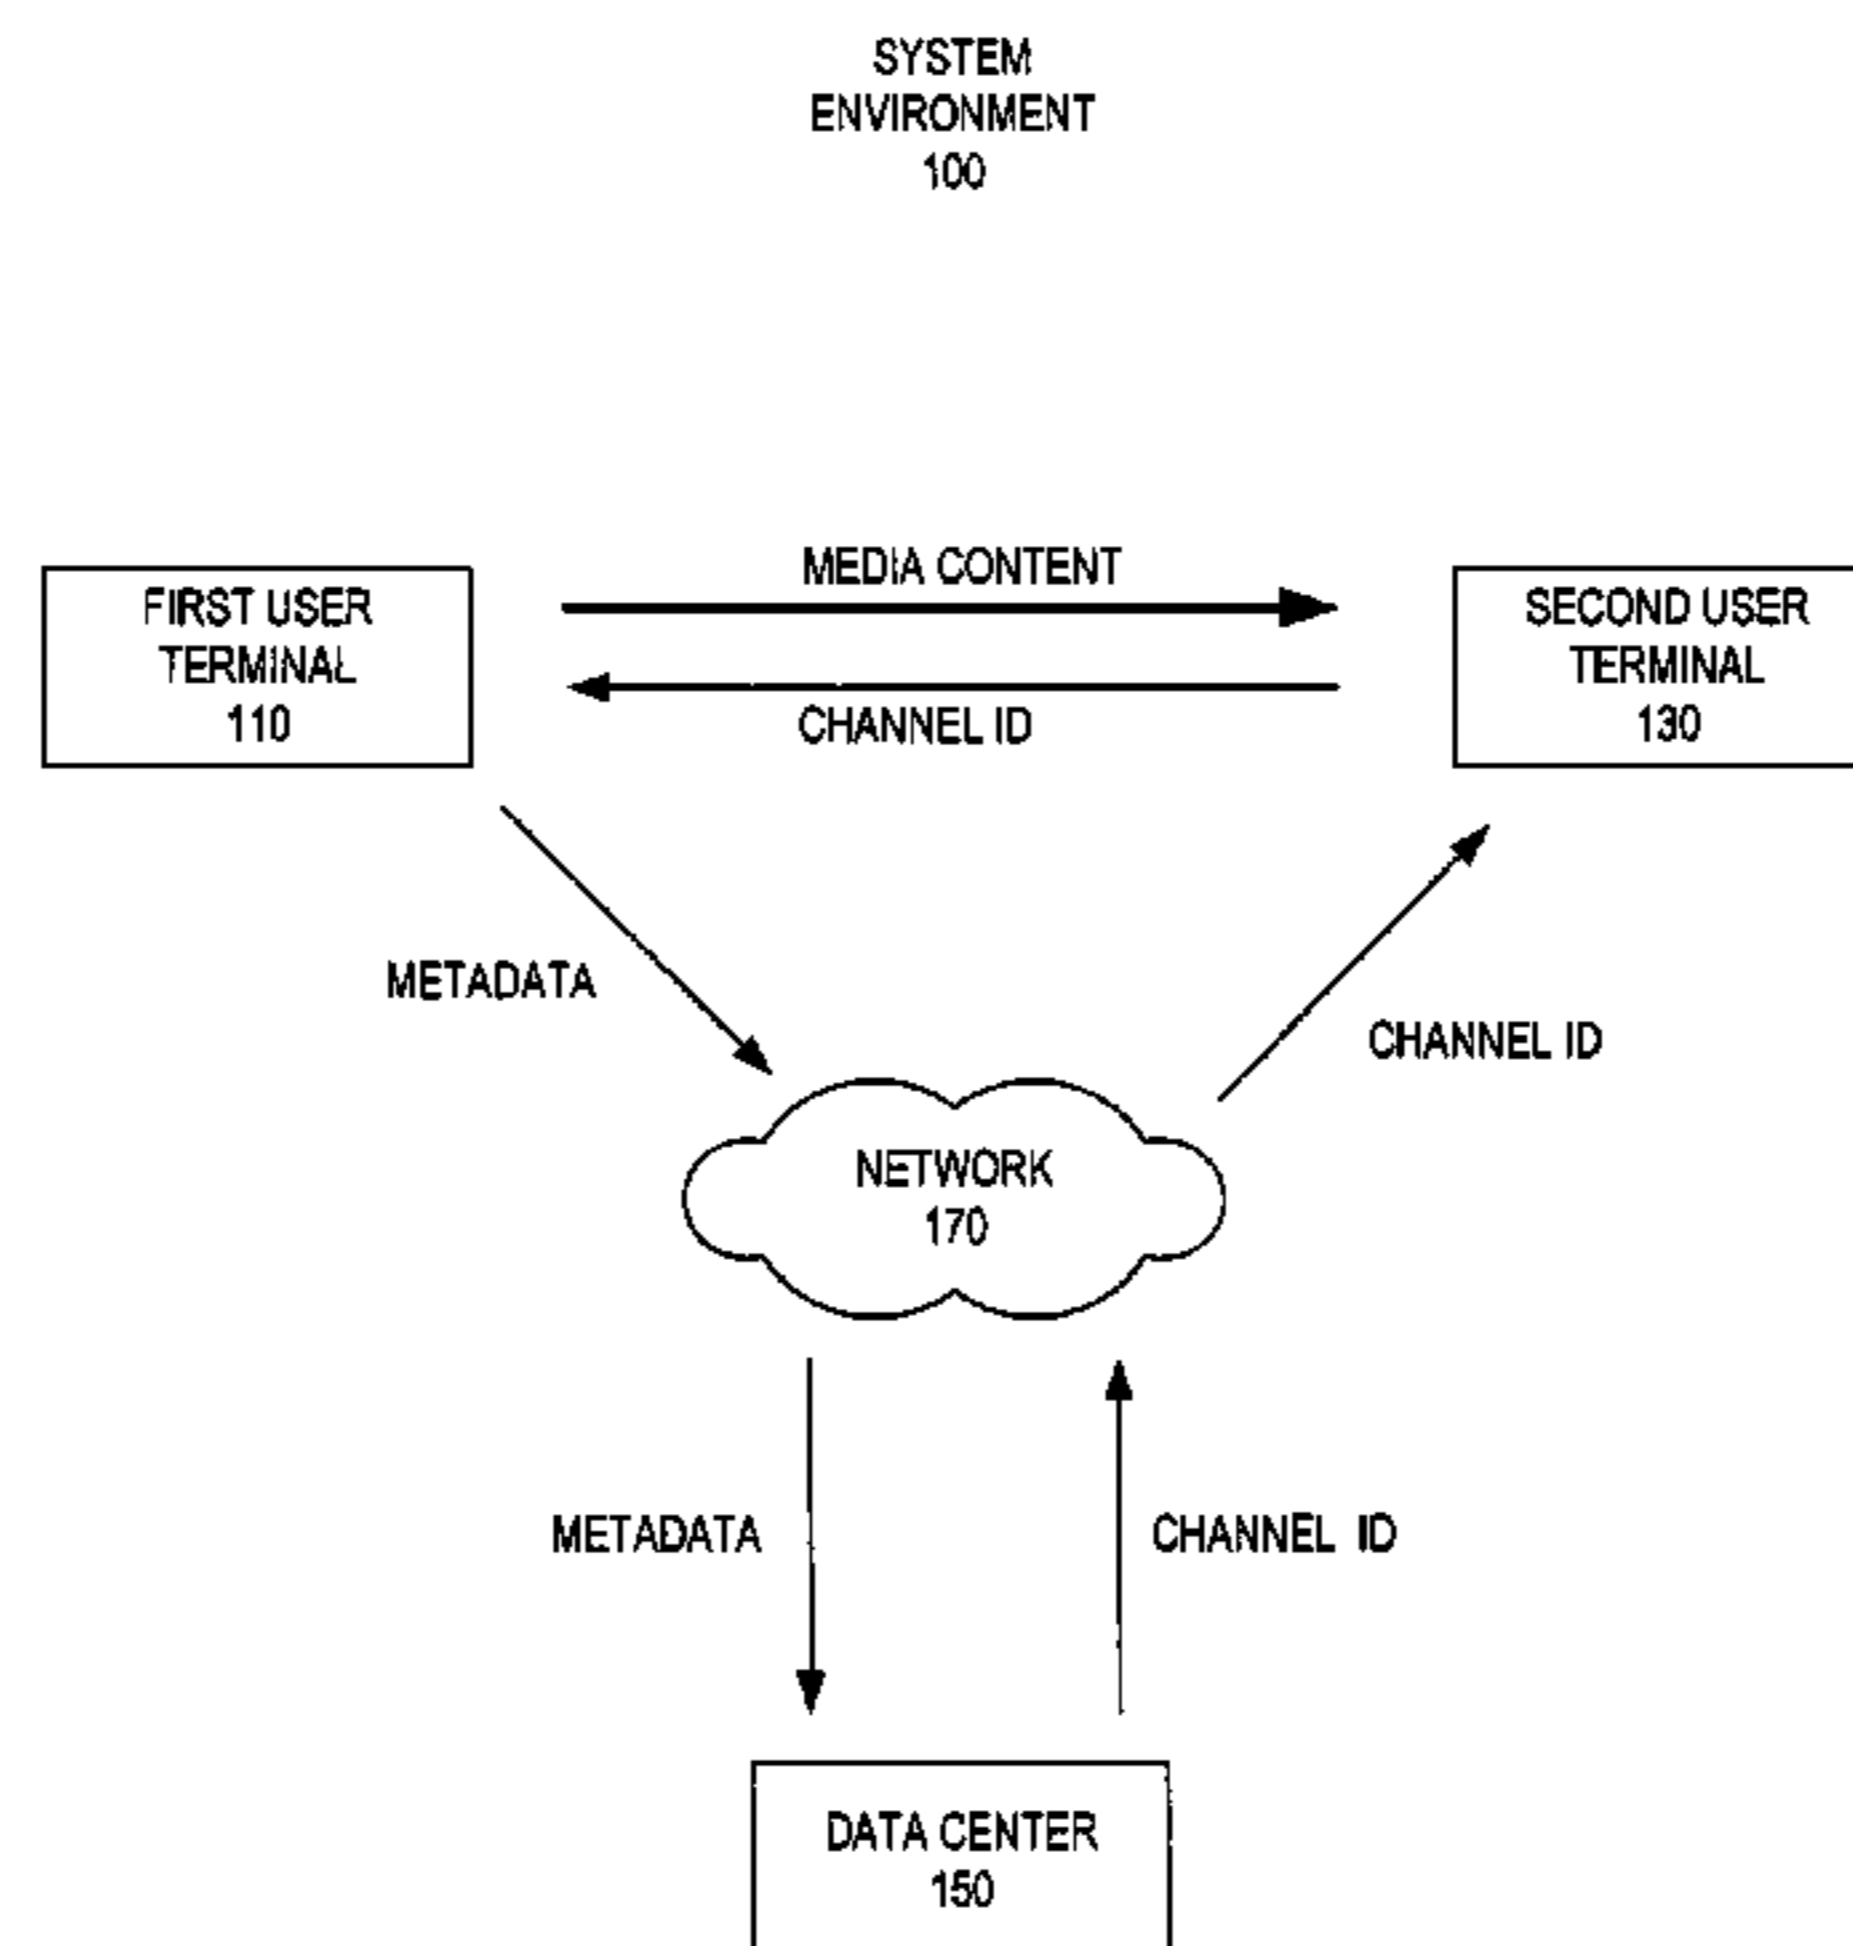 SYSTEM
ENVIRONMENT
100
MEDIA CONTENT
FIRST USER
TERMINAL
110
SECOND USER
TERMINAL
130
CHANNEL ID
METADATA
CHANNEL ID
NETWORK
170
METADATA
CHANNEL ID
DATA CENTER
150